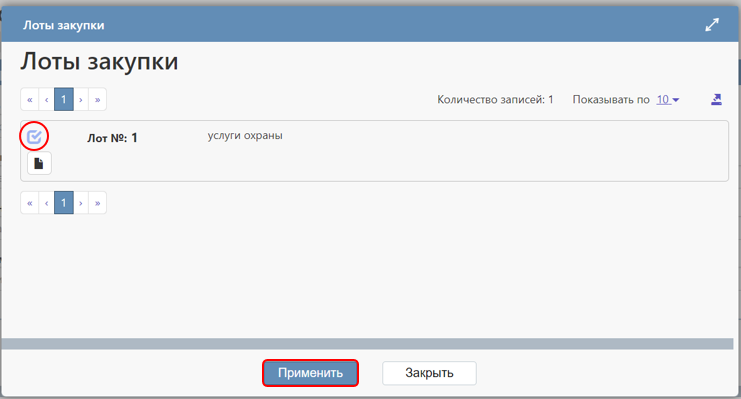 Лоты закупки
Лоты закупки
« ‹ 1 › » Количество записей: 1 Показывать по 10
Лот №: 1 услуги охраны
« ‹ 1 › »
Применить Закрыть